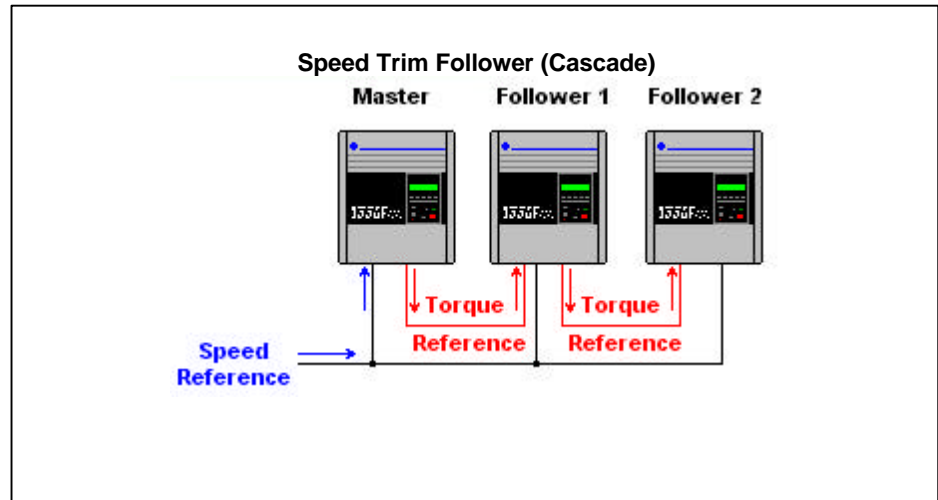 Speed Trim Follower (Cascade)
Master Follower 1 Follower 2
Torque
Reference
Torque
Reference
Speed
Reference